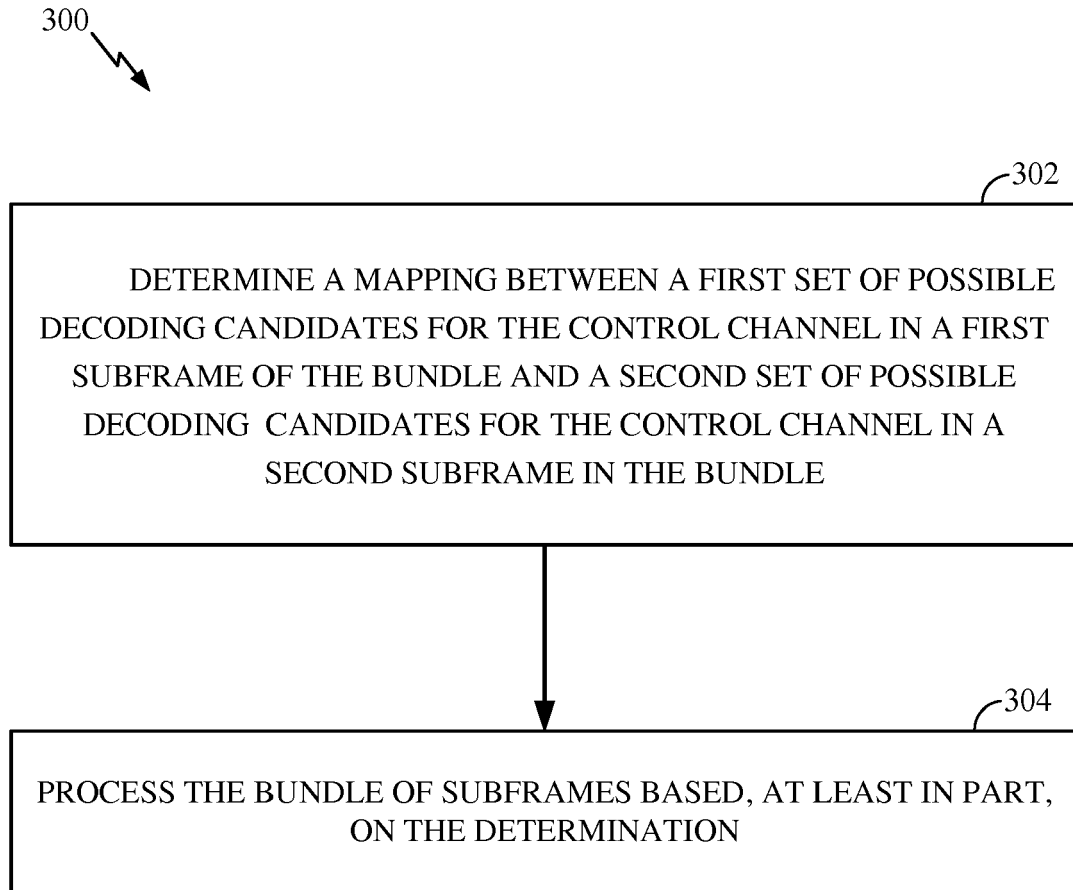 300
302
DETERMINE A MAPPING BETWEEN A FIRST SET OF POSSIBLE
DECODING CANDIDATES FOR THE CONTROL CHANNEL IN A FIRST
SUBFRAME OF THE BUNDLE AND A SECOND SET OF POSSIBLE
DECODING CANDIDATES FOR THE CONTROL CHANNEL IN A
SECOND SUBFRAME IN THE BUNDLE
304
PROCESS THE BUNDLE OF SUBFRAMES BASED, AT LEAST IN PART,
ON THE DETERMINATION